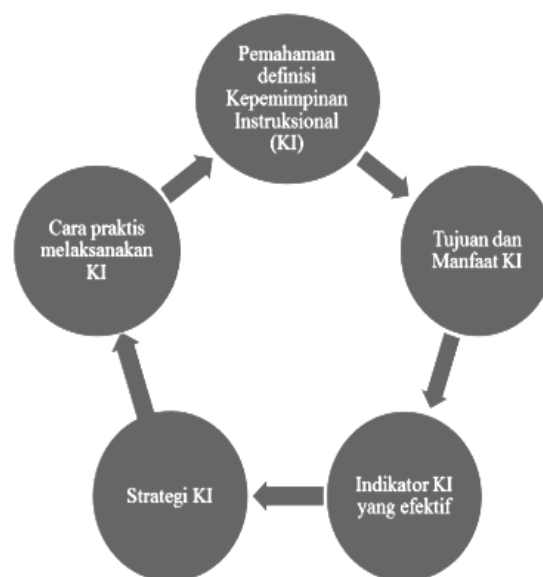 Pemahaman
definisi
Kepemimpinan
Instruksional
(KI)
Tujuan dan
Manfaat KI
Indikator KI
yang efektif
Strategi KI
Cara praktis
melaksanakan
KI